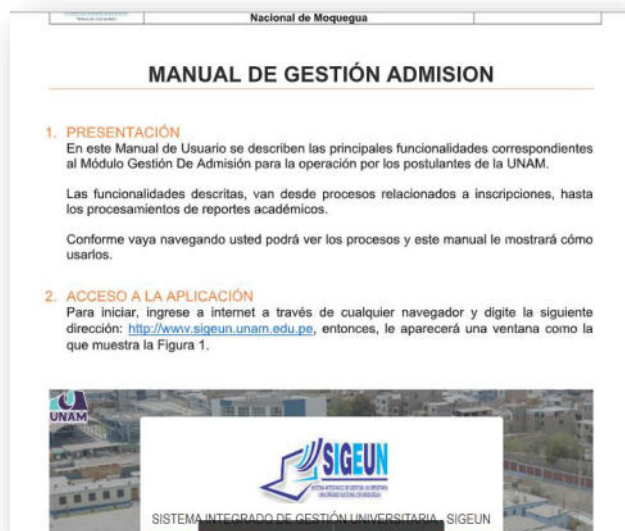 Nacional de Moquegua
MANUAL DE GESTIÓN ADMISION
1. PRESENTACIÓN
En este Manual de Usuario se describen las principales funcionalidades correspondientes
al Módulo Gestión De Admisión para la operación por los postulantes de la UNAM.
Las funcionalidades descritas, van desde procesos relacionados a inscripciones, hasta
los procesamientos de reportes académicos.
Conforme vaya navegando usted podrá ver los procesos y este manual le mostrará cómo
usarlos.
2. ACCESO A LA APLICACIÓN
Para iniciar, ingrese a internet a través de cualquier navegador y digite la siguiente
dirección: http://www.sigeun.unam.edu.pe, entonces, le aparecerá una ventana como la
que muestra la Figura 1.
UNAM
SIGEUN
SISTEMA INTEGRADO DE GESTIÓN UNIVERSITARIA - SIGEUN